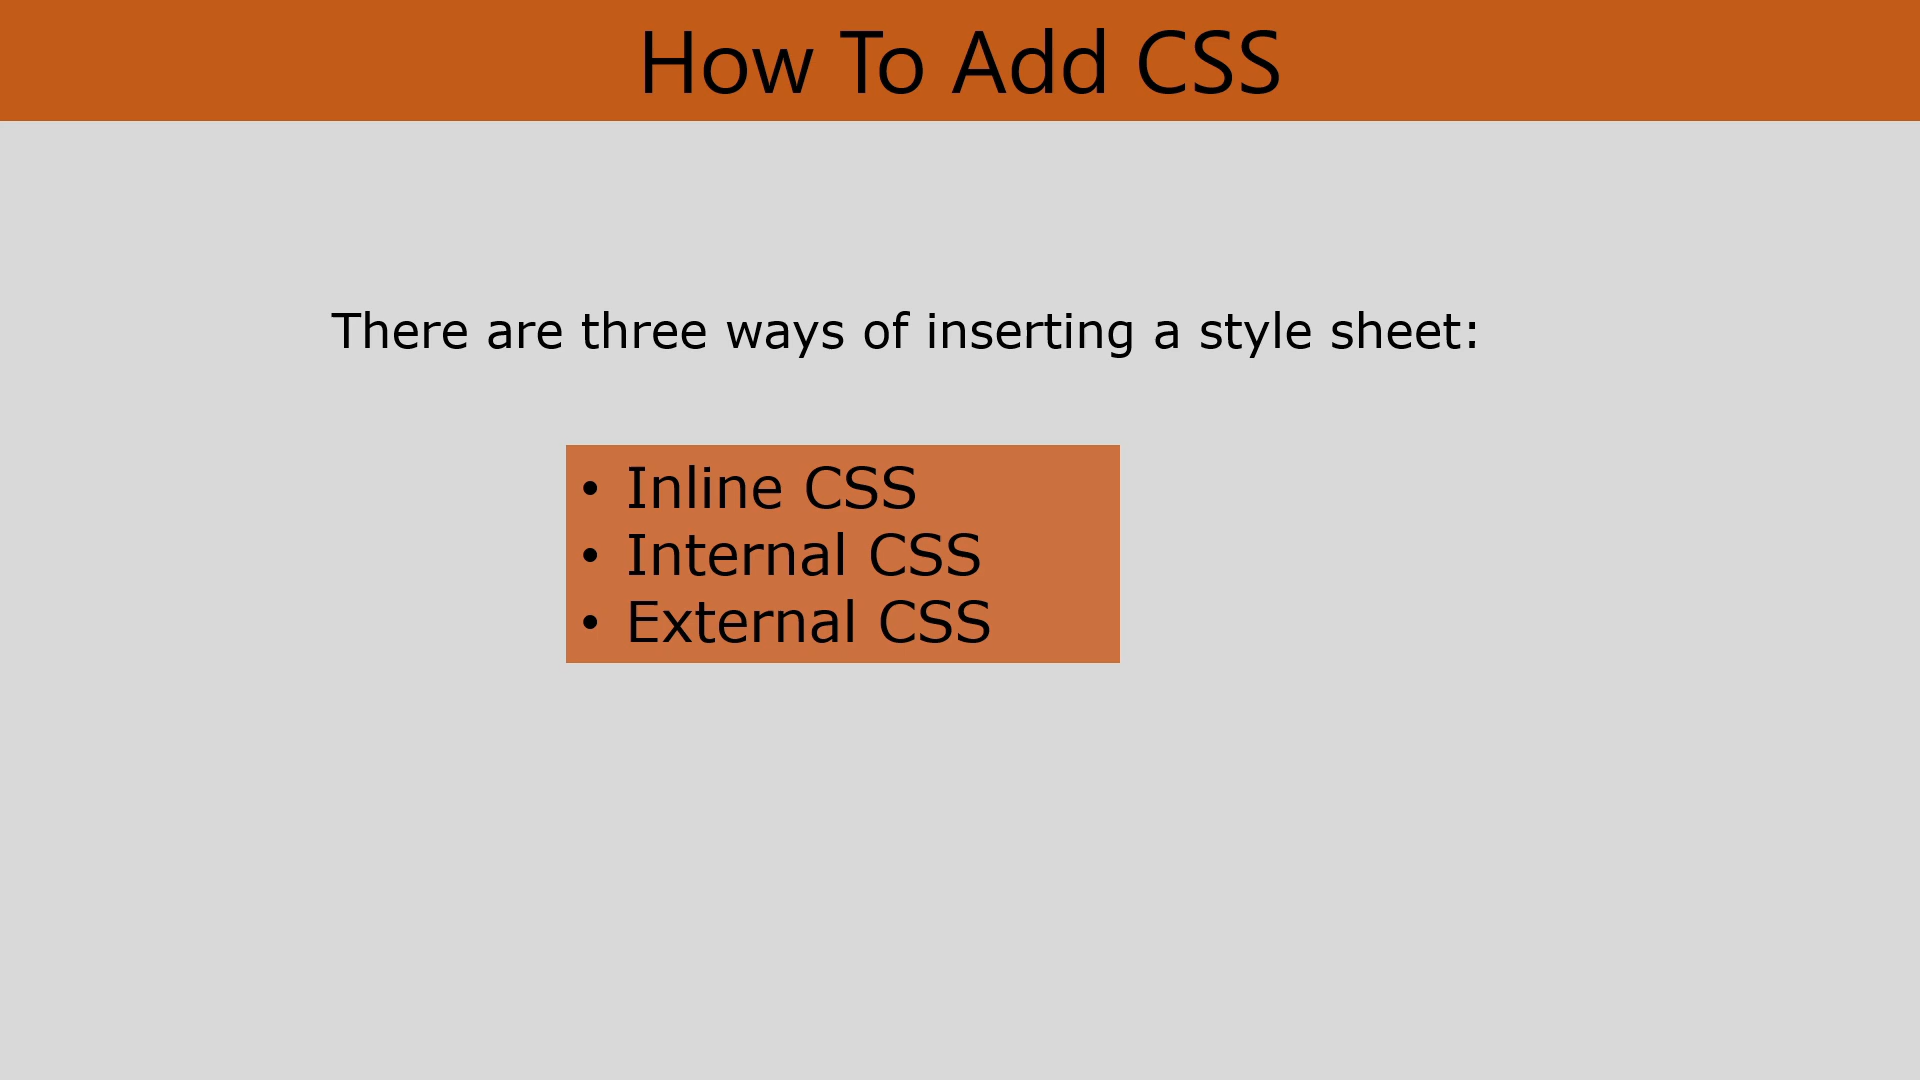 How To Add CSS
There are three ways of inserting a style sheet:
• Inline CSS
• Internal CSS
• External CSS